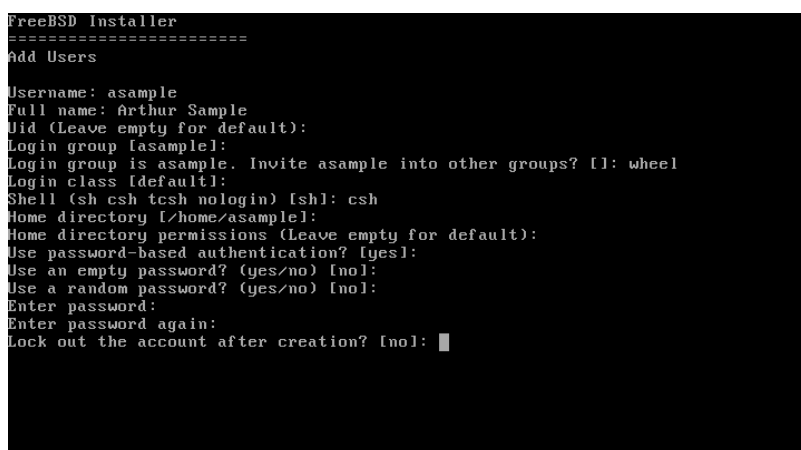 FreeBSD Installer
========================
Add Users
Username: asample
Full name: Arthur Sample
Uid (Leave empty for default):
Login group [asample]:
Login group is asample. Invite asample into other groups? []: wheel
Login class [default]:
Shell (sh csh tcsh nologin) [sh]: csh
Home directory [/home/asample]:
Home directory permissions (Leave empty for default):
Use password-based authentication? [yes]:
Use an empty password? (yes/no) [no]:
Use a random password? (yes/no) [no]:
Enter password:
Enter password again:
Lock out the account after creation? [no]: